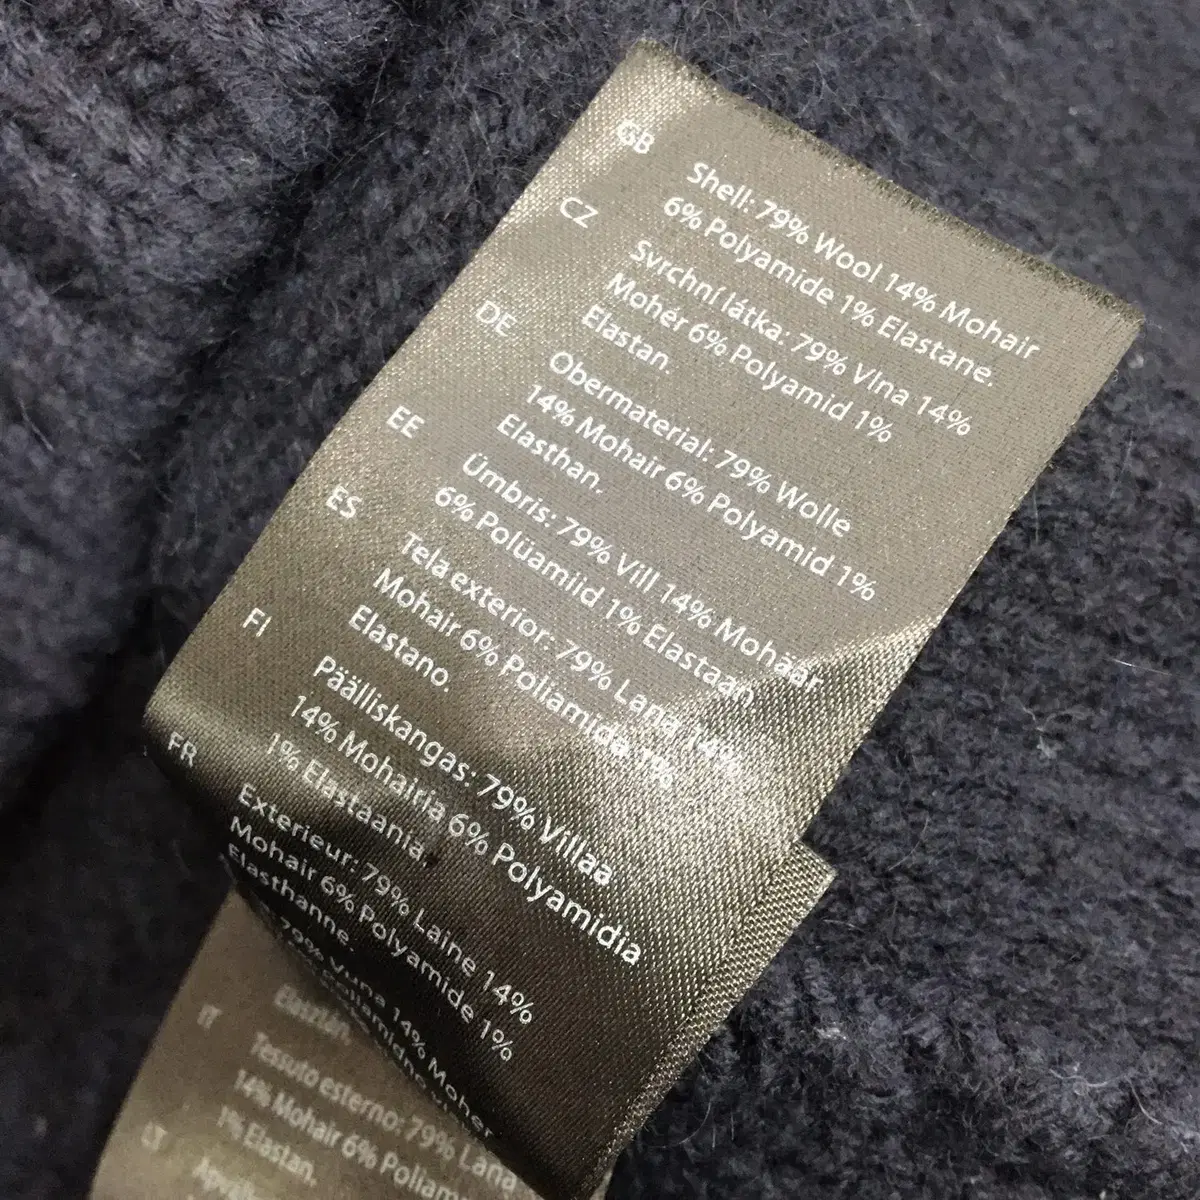 GB Shell: 79% Wool 14% Mohair
6% Polyamide 1% Elastane.
CZ Svrchní látka: 79% Vlna 14%
Mohér 6% Polyamid 1%
Elastan.
DE Obermaterial: 79% Wolle
14% Mohair 6% Polyamid 1%
Elasthan.
EE Ümbris: 79% Vill 14% Mohäär
6% Polüamiid 1% Elastaan
ES Tela exterior: 79% Lana 14%
Mohair 6% Poliamida 1%
Elastano.
FI Päälliskangas: 79% Villaa
14% Mohairia 6% Polyamidia
1% Elastaania.
FR Exterieur: 79% Laine 14%
Mohair 6% Polyamide 1%
Elasthanne.
79% Vuna 14% Moher
Elasztán.
IT Tessuto esterno: 79% Lana
14% Mohair 6% Poliam
1% Elastan.
LT